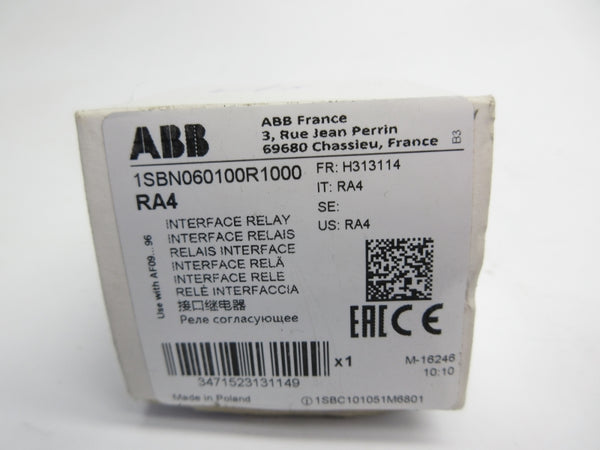 ABB
ABB France
3, Rue Jean Perrin
69680 Chassieu, France
B3
1SBN060100R1000
RA4
FR: H313114
IT: RA4
SE:
US: RA4
Use with AF09...96
INTERFACE RELAY
INTERFACE RELAIS
RELAIS INTERFACE
INTERFACE RELÄ
INTERFACE RELE
RELÉ INTERFACCIA
接口继电器
Реле согласующее
EAC CE
x1
M-16246
10:10
3471523131149
Made in Poland
ⓘ 1SBC101051M6801